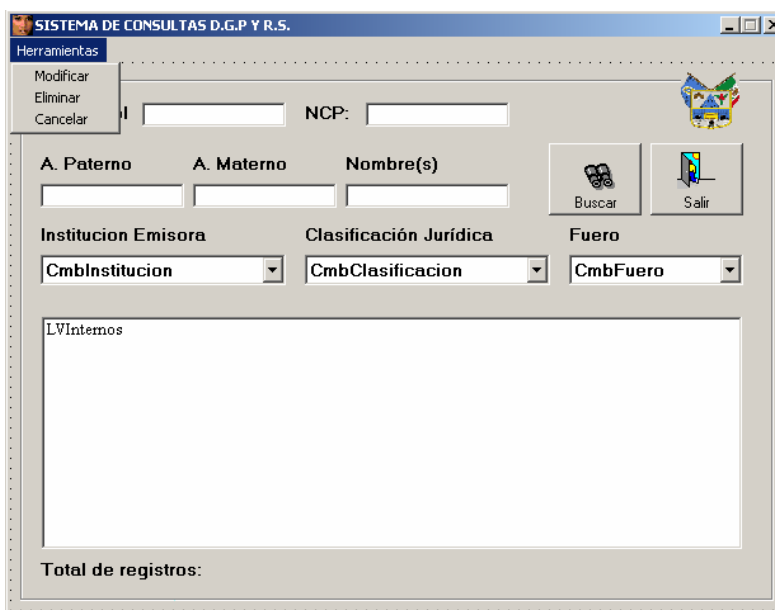 SISTEMA DE CONSULTAS D.G.P Y R.S.
Herramientas
Modificar
Eliminar
Cancelar
NCP:
A. Paterno A. Materno Nombre(s)
Buscar Salir
Institucion Emisora Clasificación Jurídica Fuero
CmbInstitucion CmbClasificacion CmbFuero
LVInternos
Total de registros: